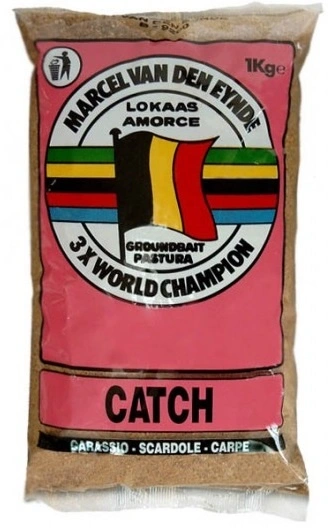 MARCEL VAN DEN EYNDE
1Kg e
LOKAAS
AMORCE
GROUNDBAIT
PASTURA
3 X WORLD CHAMPION
CATCH
CARASSIO - SCARDOLE - CARPE